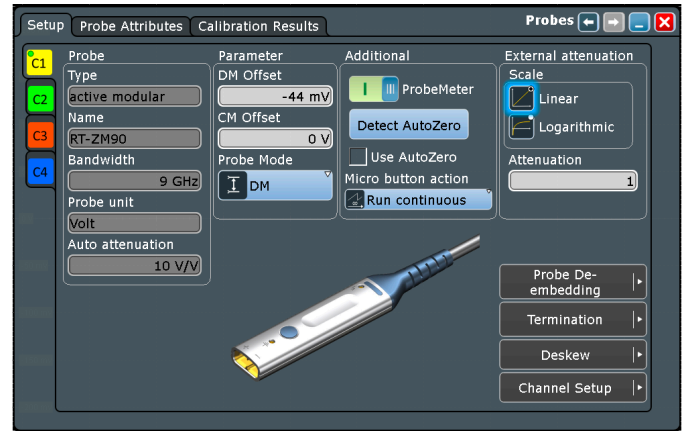 Setup
Probe Attributes
Calibration Results
Probes
C1
C2
C3
C4
Probe
Type
active modular
Name
RT-ZM90
Bandwidth
9 GHz
Probe unit
Volt
Auto attenuation
10 V/V
Parameter
DM Offset
-44 mV
CM Offset
0 V
Probe Mode
DM
Additional
ProbeMeter
Detect AutoZero
Use AutoZero
Micro button action
Run continuous
External attenuation
Scale
Linear
Logarithmic
Attenuation
1
Probe De-
embedding
Termination
Deskew
Channel Setup